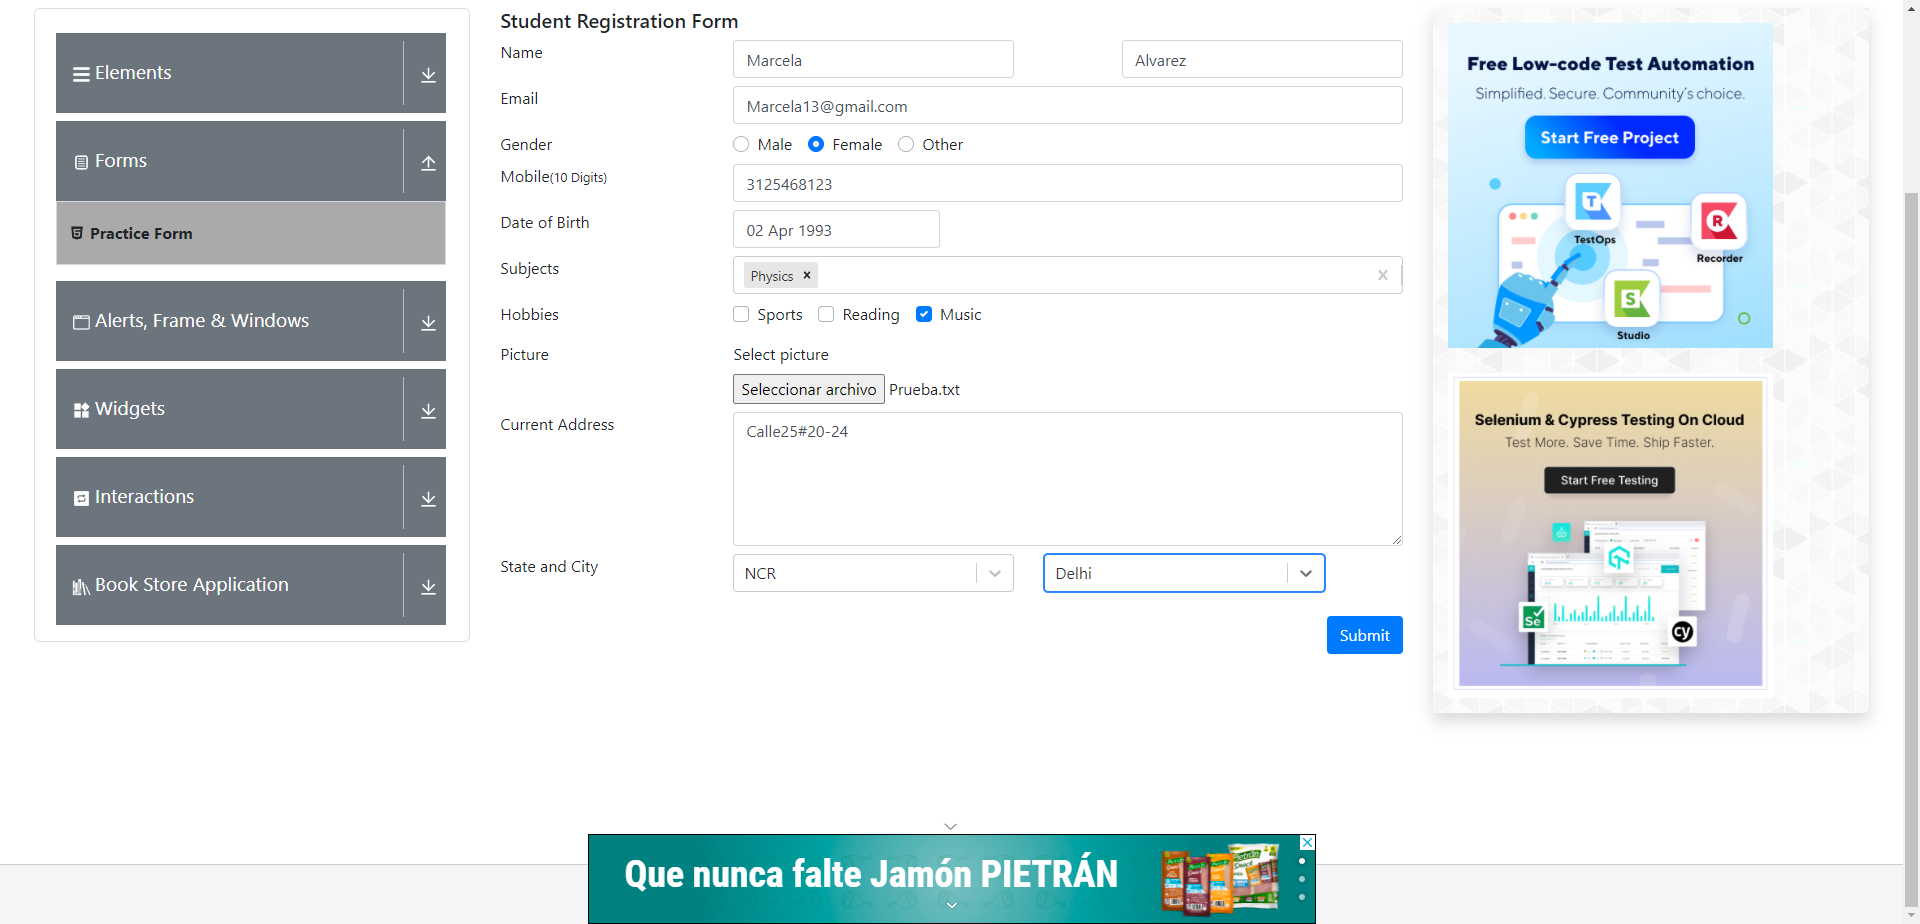 Elements
Forms
Practice Form
Alerts, Frame & Windows
Widgets
Interactions
Book Store Application
Student Registration Form
Name
Marcela
Alvarez
Email
Marcela13@gmail.com
Gender
Male Female Other
Mobile(10 Digits)
3125468123
Date of Birth
02 Apr 1993
Subjects
Physics
Hobbies
Sports Reading Music
Picture
Select picture
Seleccionar archivo Prueba.txt
Current Address
Calle25#20-24
State and City
NCR
Delhi
Submit
Free Low-code Test Automation
Simplified. Secure. Community's choice.
Start Free Project
TestOps
Recorder
Studio
Selenium & Cypress Testing On Cloud
Test More. Save Time. Ship Faster.
Start Free Testing
Se
cy
Que nunca falte Jamón PIETRÁN